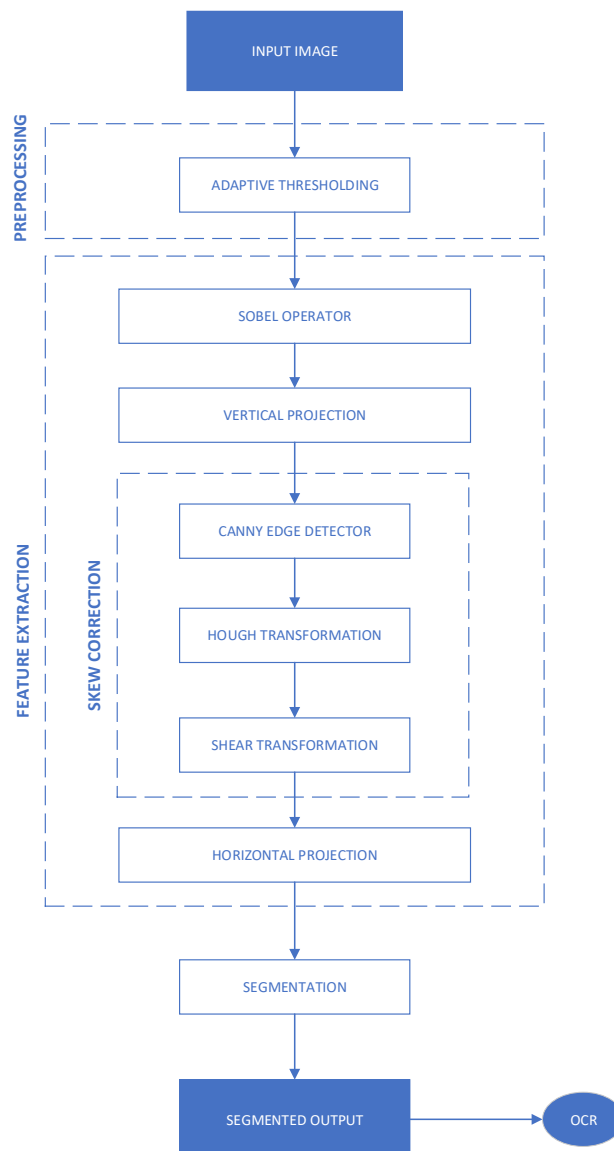 INPUT IMAGE
PREPROCESSING
ADAPTIVE THRESHOLDING
FEATURE EXTRACTION
SOBEL OPERATOR
VERTICAL PROJECTION
SKEW CORRECTION
CANNY EDGE DETECTOR
HOUGH TRANSFORMATION
SHEAR TRANSFORMATION
HORIZONTAL PROJECTION
SEGMENTATION
SEGMENTED OUTPUT
OCR